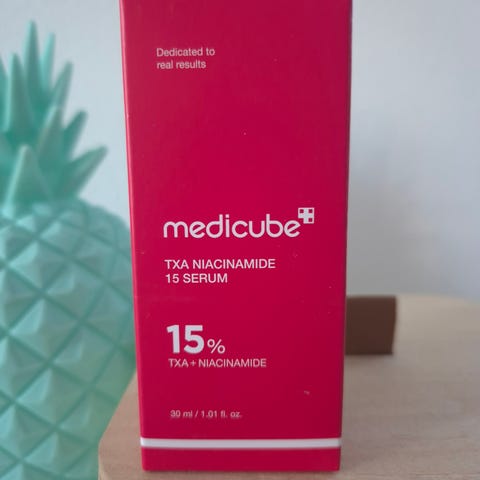 Dedicated to
real results
medicube
TXA NIACINAMIDE
15 SERUM
15%
TXA + NIACINAMIDE
30 ml / 1.01 fl. oz.